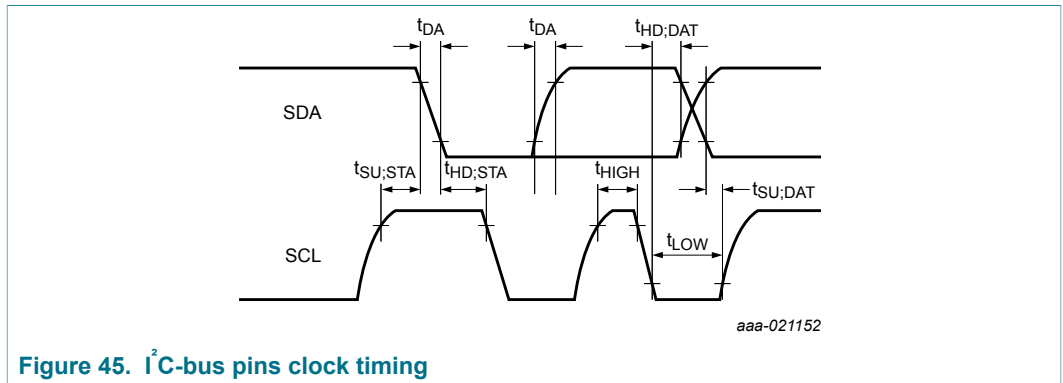 tDA
tDA
tHD;DAT
SDA
tSU;STA
tHD;STA
tHIGH
tSU;DAT
tLOW
SCL
aaa-021152
Figure 45. I²C-bus pins clock timing